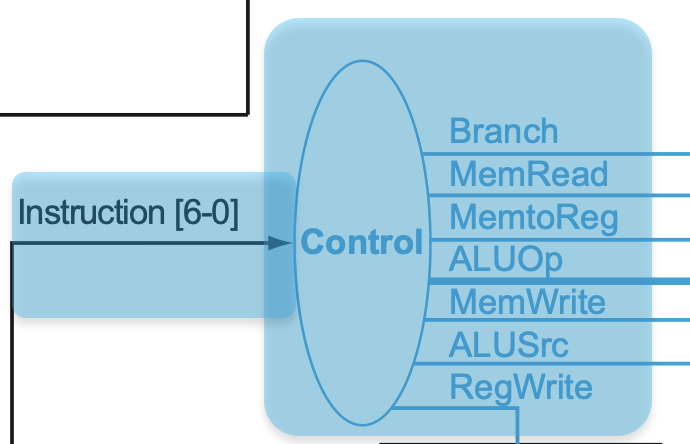 Branch
MemRead
Instruction [6-0]
MemtoReg
Control
ALUOp
MemWrite
ALUSrc
RegWrite